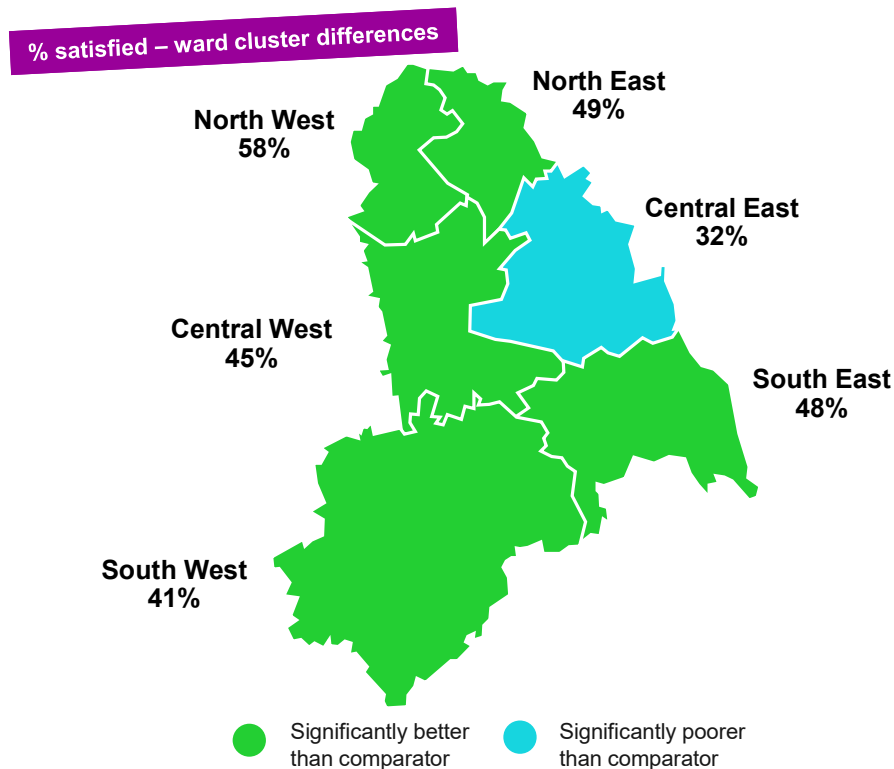 % satisfied – ward cluster differences
North East
49%
North West
58%
Central East
32%
Central West
45%
South East
48%
South West
41%
Significantly better
than comparator
Significantly poorer
than comparator